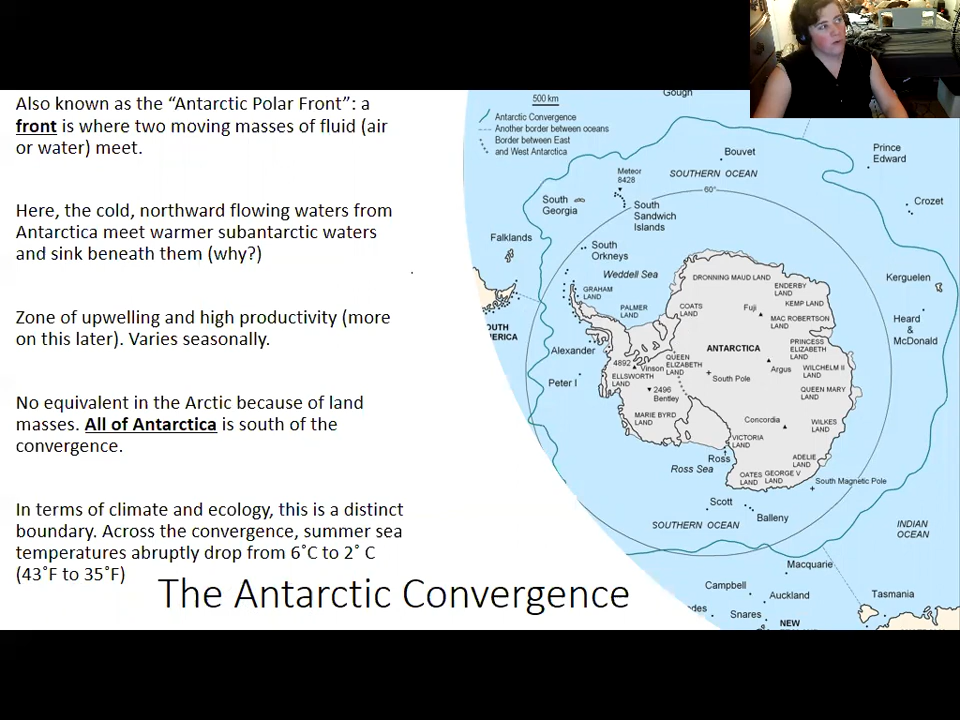 Also known as the “Antarctic Polar Front”: a
front is where two moving masses of fluid (air
or water) meet.
Here, the cold, northward flowing waters from
Antarctica meet warmer subantarctic waters
and sink beneath them (why?)
Zone of upwelling and high productivity (more
on this later). Varies seasonally.
No equivalent in the Arctic because of land
masses. All of Antarctica is south of the
convergence.
In terms of climate and ecology, this is a distinct
boundary. Across the convergence, summer sea
temperatures abruptly drop from 6˚C to 2˚ C
(43˚F to 35˚F)
The Antarctic Convergence
500 km
Antarctic Convergence
Another border between oceans
Border between East
and West Antarctica
Gough
Bouvet
Prince
Edward
SOUTHERN OCEAN
Meteor
8428
60°
South
Georgia
South
Sandwich
Islands
Crozet
Falklands
South
Orkneys
Weddell Sea
DRONNING MAUD LAND
ENDERBY
LAND
Kerguelen
GRAHAM
LAND
PALMER
LAND
COATS
LAND
Fuji
KEMP LAND
MAC ROBERTSON
LAND
Heard
&
McDonald
Alexander
ANTARCTICA
PRINCESS
ELIZABETH
LAND
4892
Vinson
QUEEN
ELIZABETH
LAND
Argus
WILCHELM II
LAND
Peter I
ELLSWORTH
LAND
South Pole
2496
Bentley
QUEEN MARY
LAND
MARIE BYRD
LAND
Concordia
WILKES
LAND
VICTORIA
LAND
Ross
Ross Sea
ADELIE
LAND
OATES
LAND
GEORGE V
LAND
South Magnetic Pole
Scott
Balleny
SOUTHERN OCEAN
INDIAN
OCEAN
Macquarie
Campbell
Auckland
Tasmania
Snares
NEW